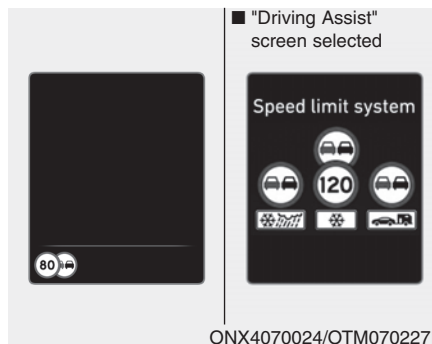 ■ "Driving Assist"
screen selected
Speed limit system
120
80
ONX4070024/OTM070227